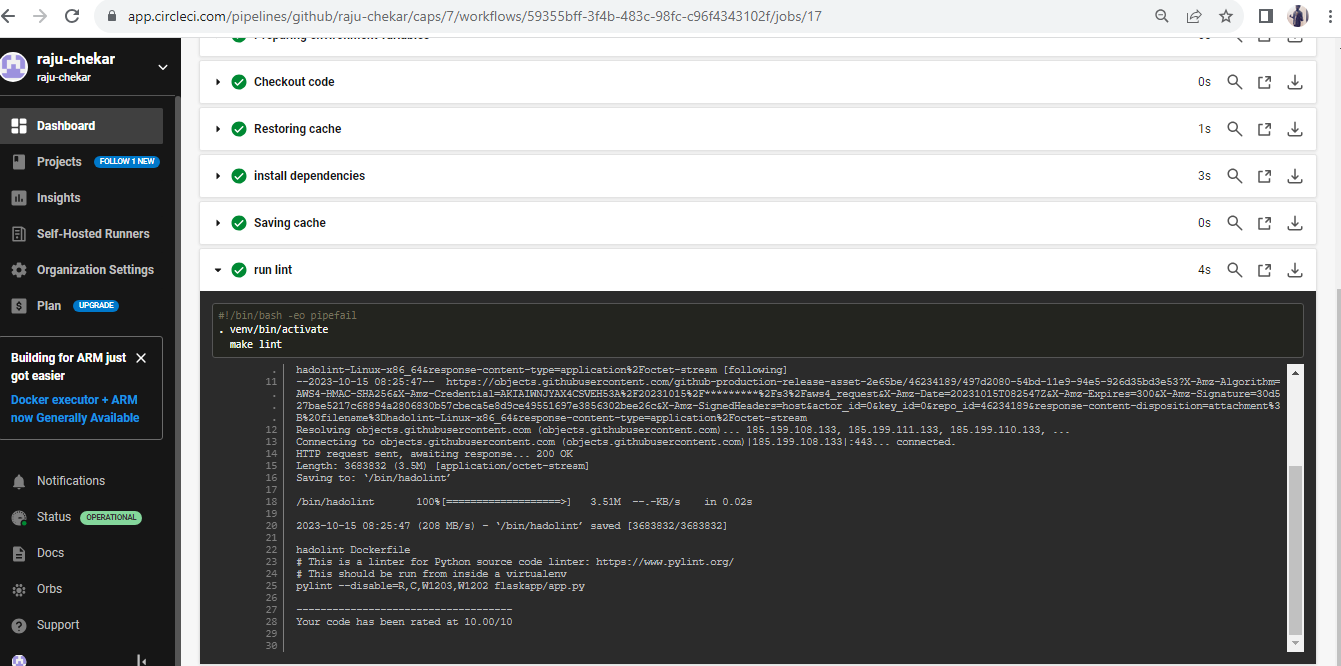 app.circleci.com/pipelines/github/raju-chekar/caps/7/workflows/59355bff-3f4b-483c-98fc-c96f4343102f/jobs/17
raju-chekar
raju-chekar
Dashboard
Projects FOLLOW 1 NEW
Insights
Self-Hosted Runners
Organization Settings
Plan UPGRADE
Building for ARM just
got easier
Docker executor + ARM
now Generally Available
Notifications
Status OPERATIONAL
Docs
Orbs
Support
Preparing environment variables
Checkout code 0s
Restoring cache 1s
install dependencies 3s
Saving cache 0s
run lint 4s
#!/bin/bash -eo pipefail
. venv/bin/activate
make lint
. hadolint-Linux-x86_64&response-content-type=application%2Foctet-stream [following]
11 --2023-10-15 08:25:47-- https://objects.githubusercontent.com/github-production-release-asset-2e65be/46234189/497d2080-54bd-11e9-94e5-926d35bd3e53?X-Amz-Algorithm=
. AWS4-HMAC-SHA256&X-Amz-Credential=AKIAIWNJYAX4CSVEH53A%2F20231015%2F*********%2Fs3%2Faws4_request&X-Amz-Date=20231015T082547Z&X-Amz-Expires=300&X-Amz-Signature=30d5
. 27bae5217c68894a2806830b57cbeca5e8d9ce49551697e3856302bee26c&X-Amz-SignedHeaders=host&actor_id=0&key_id=0&repo_id=46234189&response-content-disposition=attachment%3
. B%20filename%3Dhadolint-Linux-x86_64&response-content-type=application%2Foctet-stream
12 Resolving objects.githubusercontent.com (objects.githubusercontent.com)... 185.199.108.133, 185.199.111.133, 185.199.110.133, ...
13 Connecting to objects.githubusercontent.com (objects.githubusercontent.com)|185.199.108.133|:443... connected.
14 HTTP request sent, awaiting response... 200 OK
15 Length: 3683832 (3.5M) [application/octet-stream]
16 Saving to: ‘/bin/hadolint’
17
18 /bin/hadolint 100%[===================>] 3.51M --.-KB/s in 0.02s
19
20 2023-10-15 08:25:47 (208 MB/s) - ‘/bin/hadolint’ saved [3683832/3683832]
21
22 hadolint Dockerfile
23 # This is a linter for Python source code linter: https://www.pylint.org/
24 # This should be run from inside a virtualenv
25 pylint --disable=R,C,W1203,W1202 flaskapp/app.py
26
27 ------------------------------------
28 Your code has been rated at 10.00/10
29
30